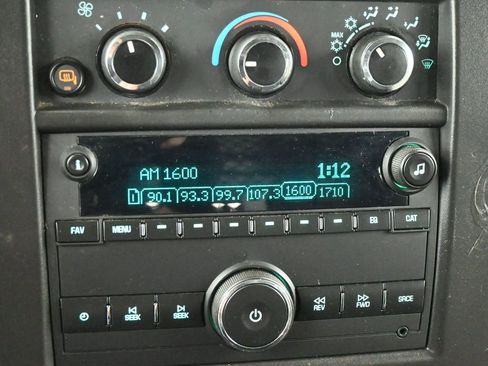 MAX
AM 1600 1:12
1 90.1 93.3 99.7 107.3 1600 1710
FAV MENU EQ CAT
SEEK SEEK REV FWD SRCE